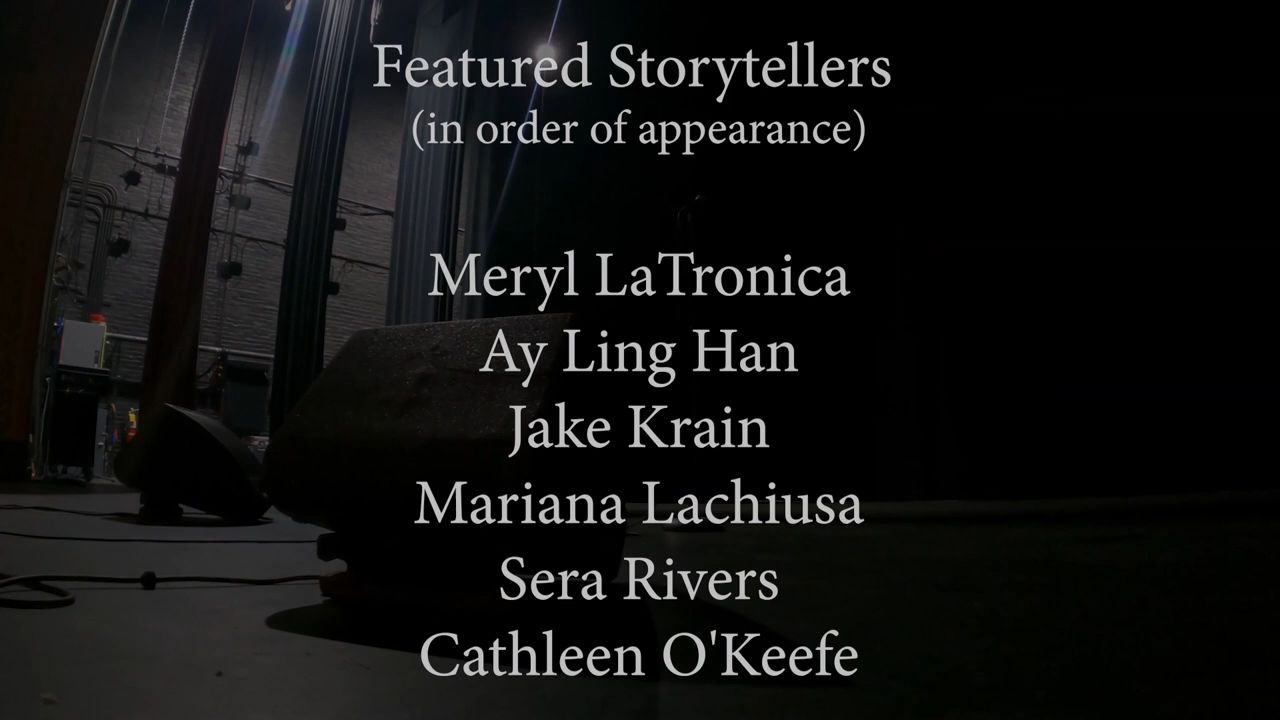 Featured Storytellers
(in order of appearance)
Meryl LaTronica
Ay Ling Han
Jake Krain
Mariana Lachiusa
Sera Rivers
Cathleen O'Keefe